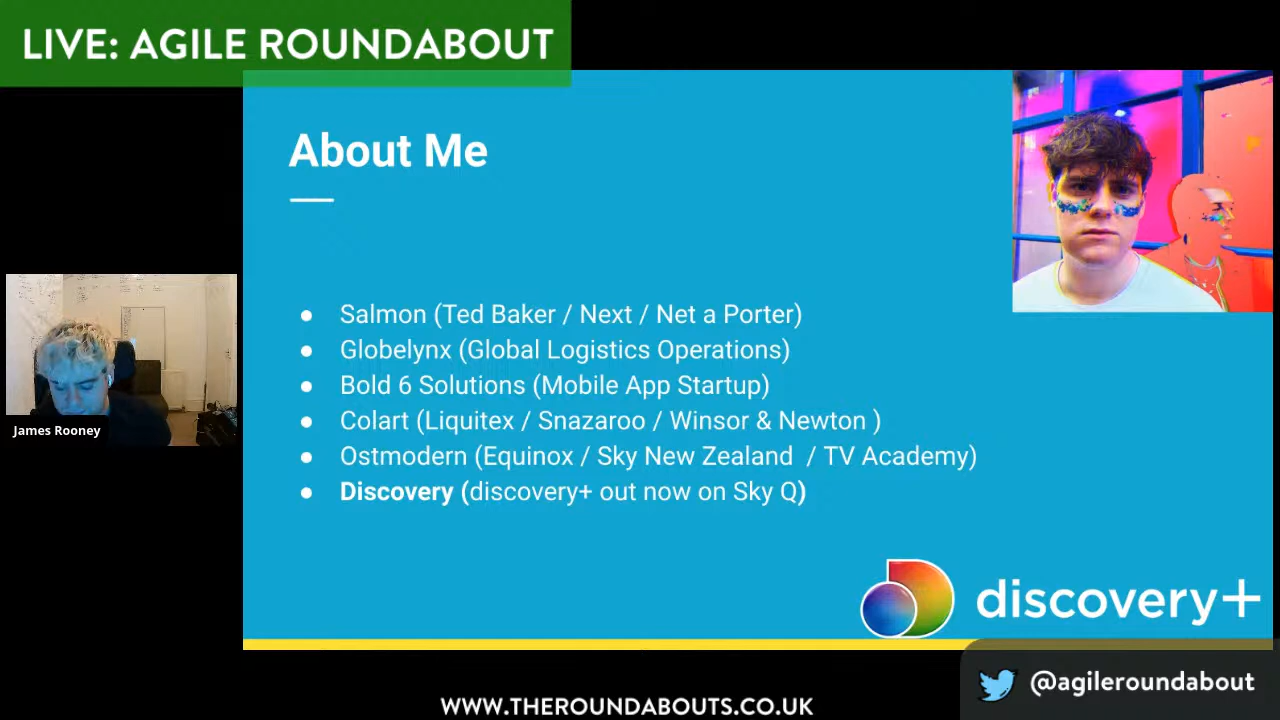 LIVE: AGILE ROUNDABOUT
About Me
● Salmon (Ted Baker / Next / Net a Porter)
● Globelynx (Global Logistics Operations)
● Bold 6 Solutions (Mobile App Startup)
● Colart (Liquitex / Snazaroo / Winsor & Newton )
● Ostmodern (Equinox / Sky New Zealand / TV Academy)
● Discovery (discovery+ out now on Sky Q)
James Rooney
discovery+
@agileroundabout
WWW.THEROUNDABOUTS.CO.UK